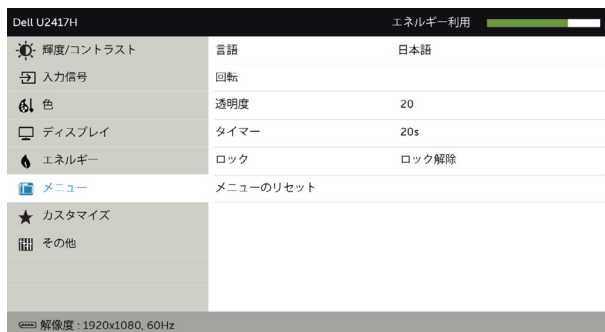 Dell U2417H エネルギー利用
輝度/コントラスト 言語 日本語
入力信号 回転
色 透明度 20
ディスプレイ タイマー 20s
エネルギー ロック ロック解除
メニュー メニューのリセット
カスタマイズ
その他
解像度 : 1920x1080, 60Hz